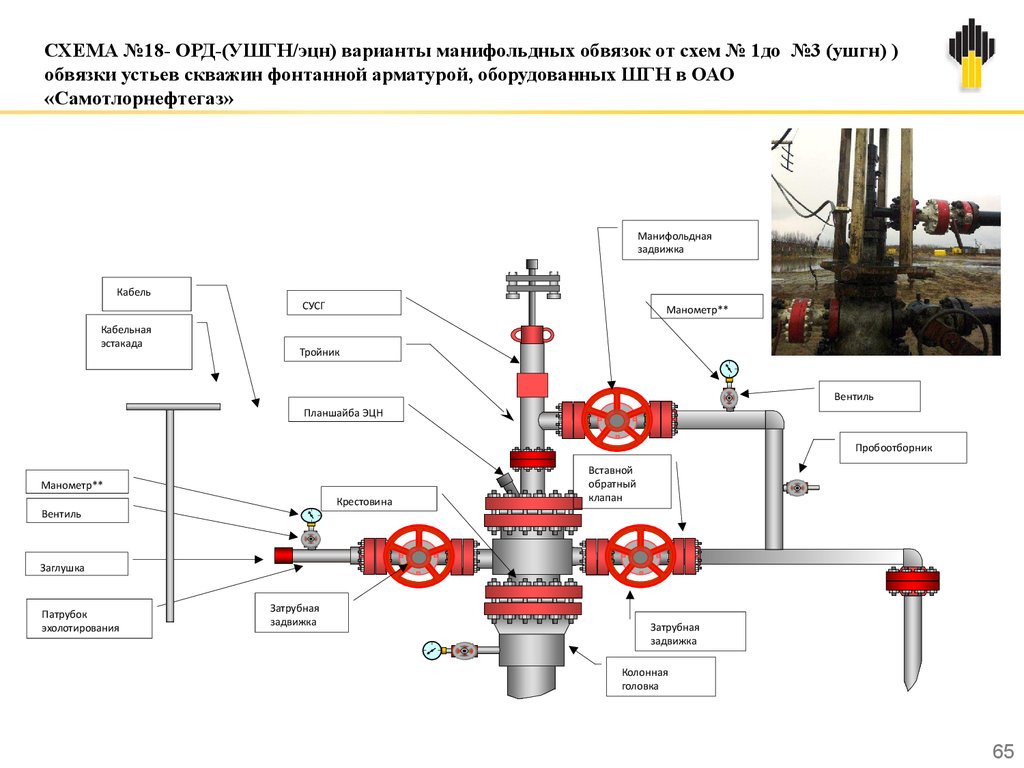 СХЕМА №18- ОРД-(УШГН/эцн) варианты манифольдных обвязок от схем № 1до №3 (ушгн) )
обвязки устьев скважин фонтанной арматурой, оборудованных ШГН в ОАО
«Самотлорнефтегаз»
Манифольдная
задвижка
Кабель
СУСГ
Манометр**
Кабельная
эстакада
Тройник
Вентиль
Планшайба ЭЦН
Пробоотборник
Вставной
обратный
клапан
Манометр**
Крестовина
Вентиль
Заглушка
Патрубок
эхолотирования
Затрубная
задвижка
Затрубная
задвижка
Колонная
головка
65